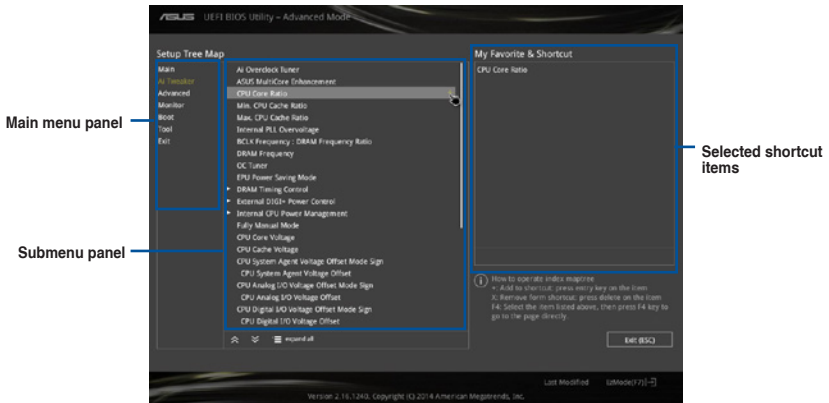 ASUS UEFI BIOS Utility – Advanced Mode
Setup Tree Map
Main
Ai Tweaker
Advanced
Monitor
Boot
Tool
Exit
Ai Overclock Tuner
ASUS MultiCore Enhancement
CPU Core Ratio
Min. CPU Cache Ratio
Max. CPU Cache Ratio
Internal PLL Overvoltage
BCLK Frequency : DRAM Frequency Ratio
DRAM Frequency
OC Tuner
EPU Power Saving Mode
DRAM Timing Control
External DIGI+ Power Control
Internal CPU Power Management
Fully Manual Mode
CPU Core Voltage
CPU Cache Voltage
CPU System Agent Voltage Offset Mode Sign
CPU System Agent Voltage Offset
CPU Analog I/O Voltage Offset Mode Sign
CPU Analog I/O Voltage Offset
CPU Digital I/O Voltage Offset Mode Sign
CPU Digital I/O Voltage Offset
expand all
My Favorite & Shortcut
CPU Core Ratio
How to operate index maptree
+: Add to shortcut: press entry key on the item
X: Remove form shortcut: press delete on the item
F4: Select the item listed above, then press F4 key to
go to the page directly.
Exit (ESC)
Last Modified
EzMode(F7)
Version 2.16.1240. Copyright (C) 2014 American Megatrends, Inc.
Main menu panel
Submenu panel
Selected shortcut
items